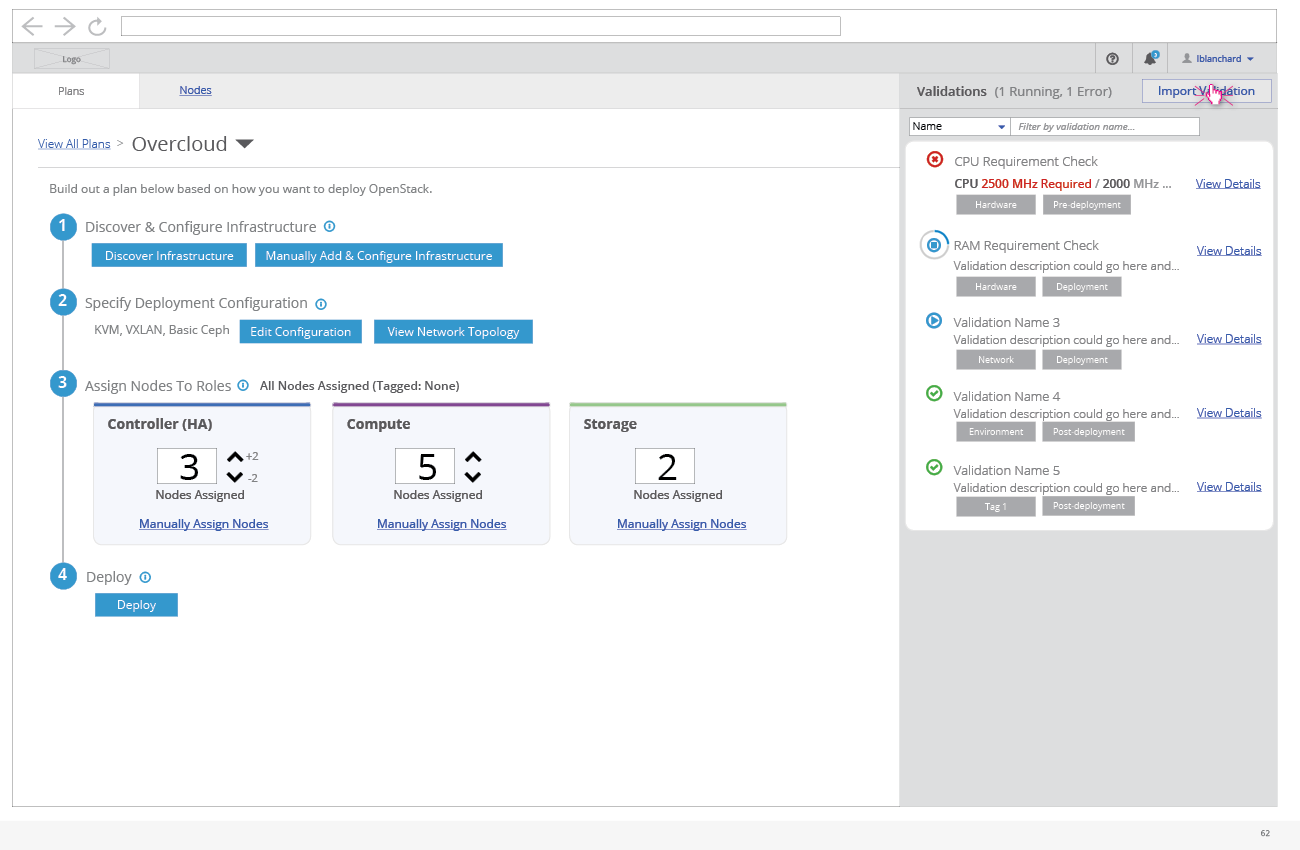 Logo
3
lblanchard
Plans
Nodes
Validations (1 Running, 1 Error)
Import Validation
View All Plans > Overcloud
Build out a plan below based on how you want to deploy OpenStack.
1 Discover & Configure Infrastructure
Discover Infrastructure
Manually Add & Configure Infrastructure
2 Specify Deployment Configuration
KVM, VXLAN, Basic Ceph
Edit Configuration
View Network Topology
3 Assign Nodes To Roles
All Nodes Assigned (Tagged: None)
Controller (HA)
3
+2
-2
Nodes Assigned
Manually Assign Nodes
Compute
5
Nodes Assigned
Manually Assign Nodes
Storage
2
Nodes Assigned
Manually Assign Nodes
4 Deploy
Deploy
Name
Filter by validation name...
CPU Requirement Check
CPU 2500 MHz Required / 2000 MHz ...
View Details
Hardware
Pre-deployment
RAM Requirement Check
View Details
Validation description could go here and...
Hardware
Deployment
Validation Name 3
Validation description could go here and...
View Details
Network
Deployment
Validation Name 4
Validation description could go here and...
View Details
Environment
Post-deployment
Validation Name 5
Validation description could go here and...
View Details
Tag 1
Post-deployment
62